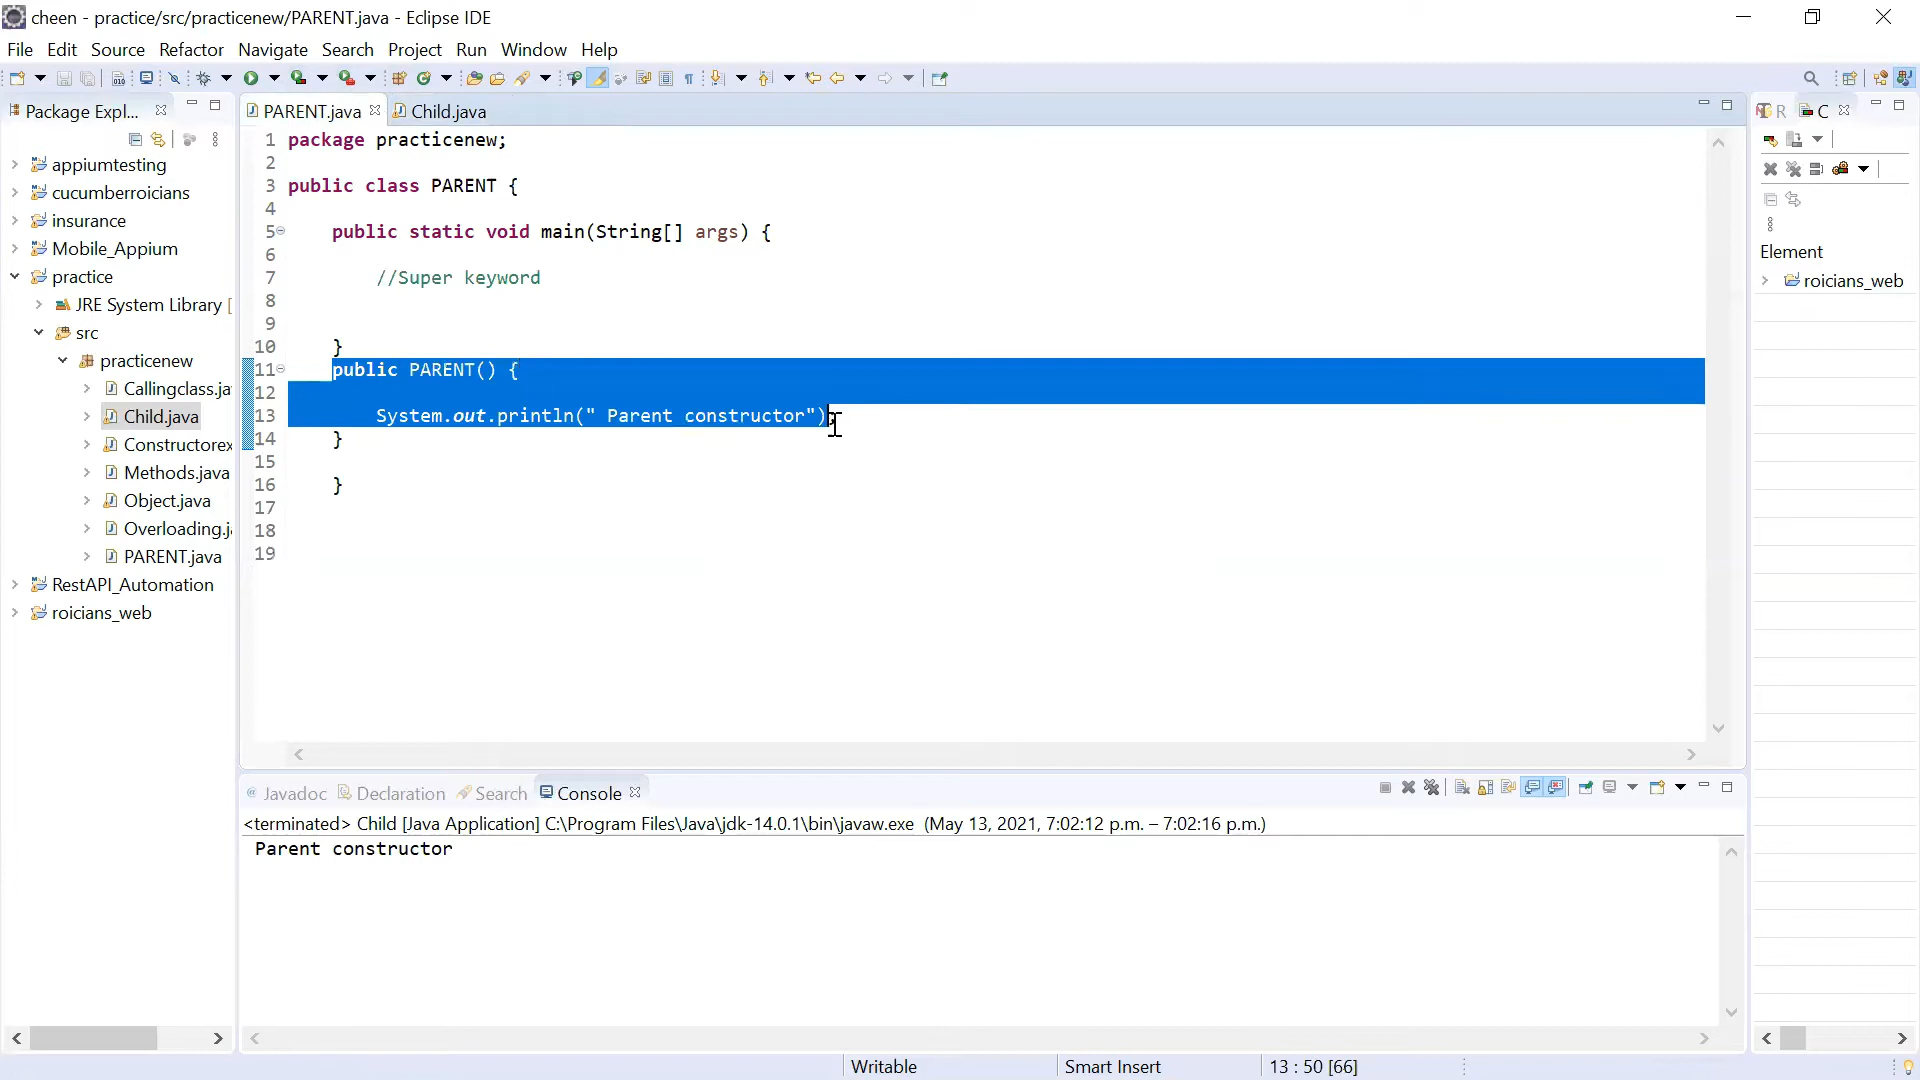 cheen - practice/src/practicenew/PARENT.java - Eclipse IDE
File Edit Source Refactor Navigate Search Project Run Window Help
Package Expl...
appiumtesting
cucumberroicians
insurance
Mobile_Appium
practice
JRE System Library [
src
practicenew
Callingclass.ja
Child.java
Constructorex
Methods.java
Object.java
Overloading.j
PARENT.java
RestAPI_Automation
roicians_web
PARENT.java Child.java
1 package practicenew;
2
3 public class PARENT {
4
5 public static void main(String[] args) {
6
7 //Super keyword
8
9
10 }
11 public PARENT() {
12
13 System.out.println(" Parent constructor");
14 }
15
16 }
17
18
19
R C
Element
roicians_web
@ Javadoc Declaration Search Console
<terminated> Child [Java Application] C:\Program Files\Java\jdk-14.0.1\bin\javaw.exe (May 13, 2021, 7:02:12 p.m. – 7:02:16 p.m.)
Parent constructor
Writable Smart Insert 13 : 50 [66]